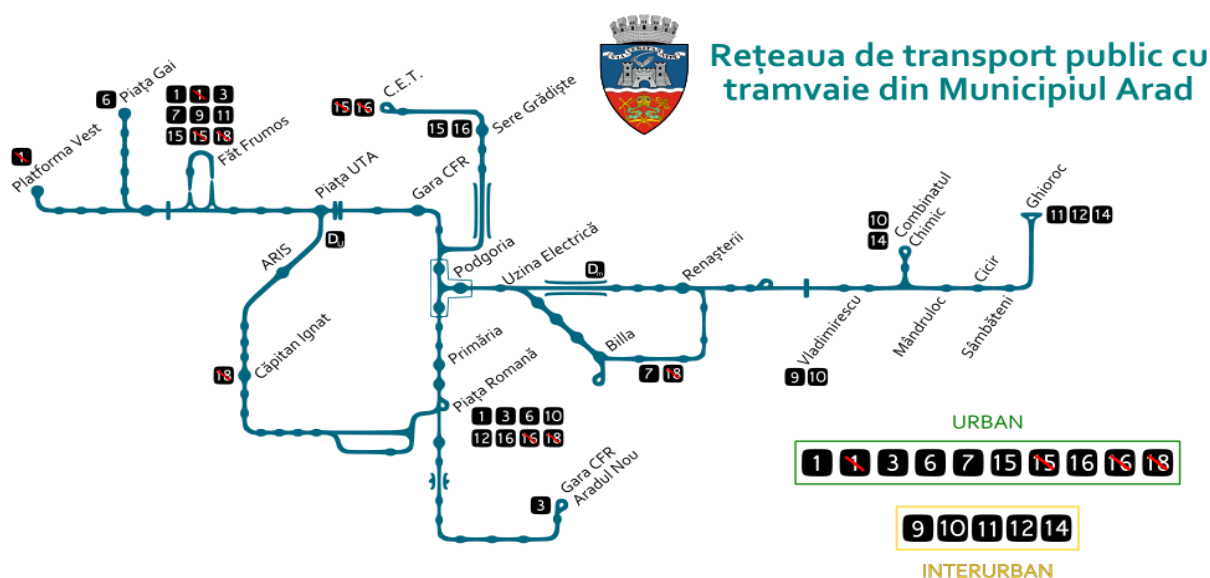 Rețeaua de transport public cu
tramvaie din Municipiul Arad
Piața Gai
6
1 1 3
7 9 11
15 15 18
Făt Frumos
1
Platforma Vest
Piața UTA
15 16
C.E.T.
15 16
Sere Grădiște
Gara CFR
DU
ARIS
Podgoria
Uzina Electrică
Dm
Renașterii
10
14
Combinatul
Chimic
Ghioroc
11 12 14
Cicir
Vladimirescu
9 10
Mândruloc
Sâmbăteni
Billa
7 18
Primăria
18
Căpitan Ignat
Piața Romană
1 3 6 10
12 16 16 18
3
Gara CFR
Aradul Nou
URBAN
1 1 3 6 7 15 15 16 16 18
9 10 11 12 14
INTERURBAN